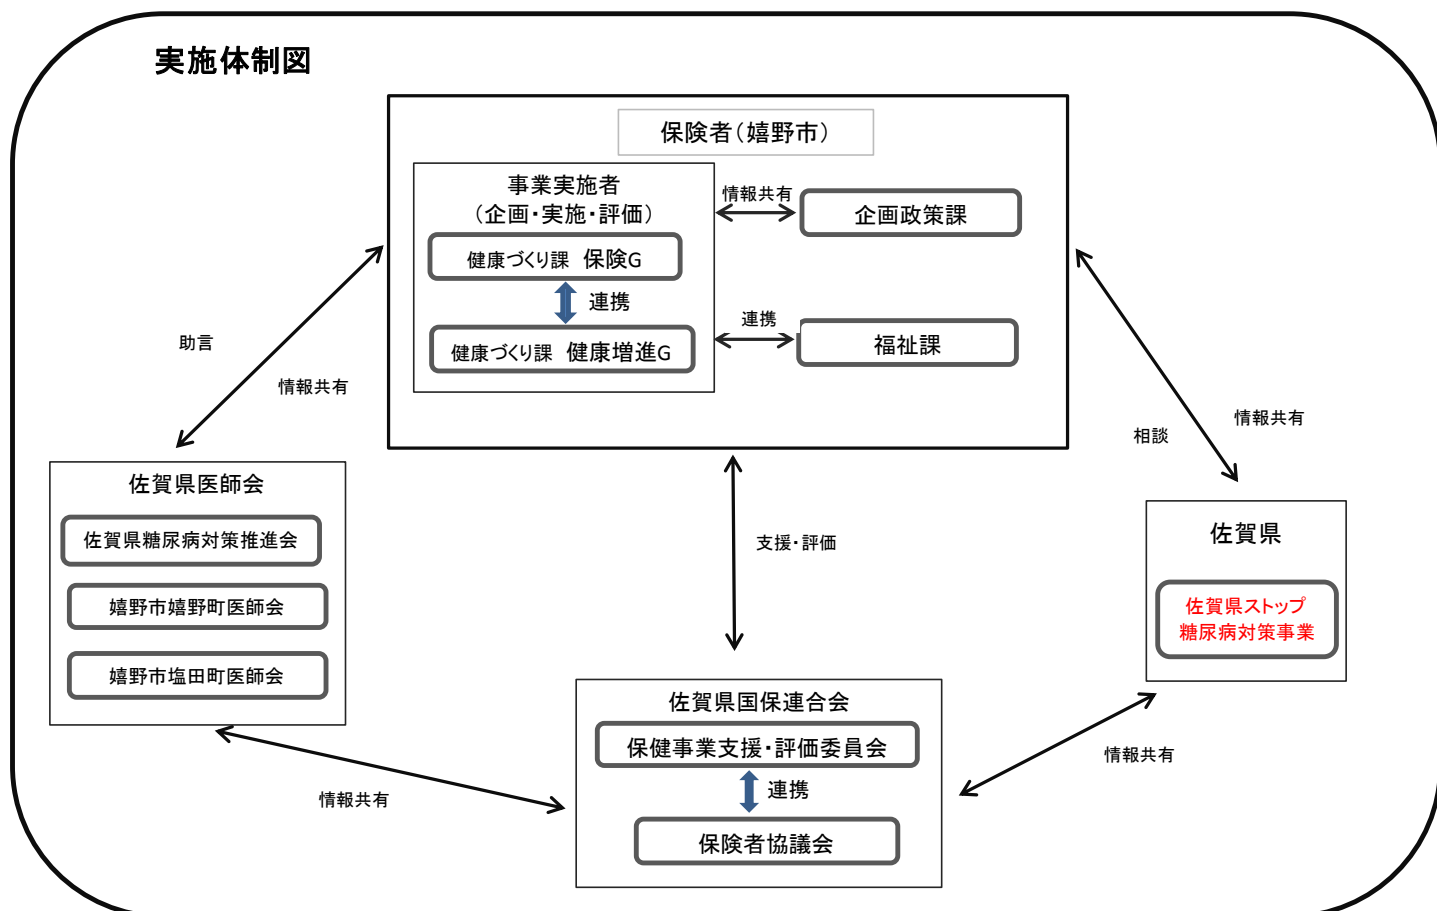 実施体制図
保険者(嬉野市)
事業実施者
(企画・実施・評価)
健康づくり課 保険G
連携
健康づくり課 健康増進G
情報共有
企画政策課
連携
福祉課
助言
情報共有
相談
情報共有
佐賀県医師会
佐賀県糖尿病対策推進会
嬉野市嬉野町医師会
嬉野市塩田町医師会
支援・評価
佐賀県
佐賀県ストップ
糖尿病対策事業
佐賀県国保連合会
保健事業支援・評価委員会
連携
保険者協議会
情報共有
情報共有